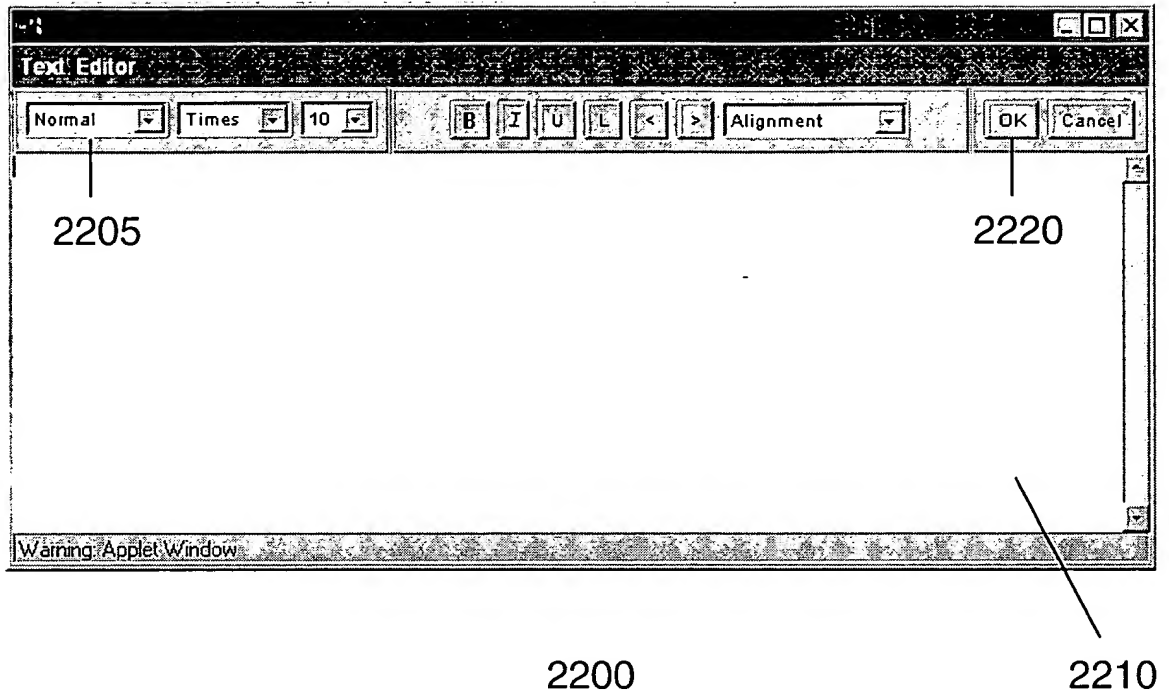 Text Editor
Normal Times 10 B I U L < > Alignment OK Cancel
2205 2220
Warning: Applet Window
2200 2210